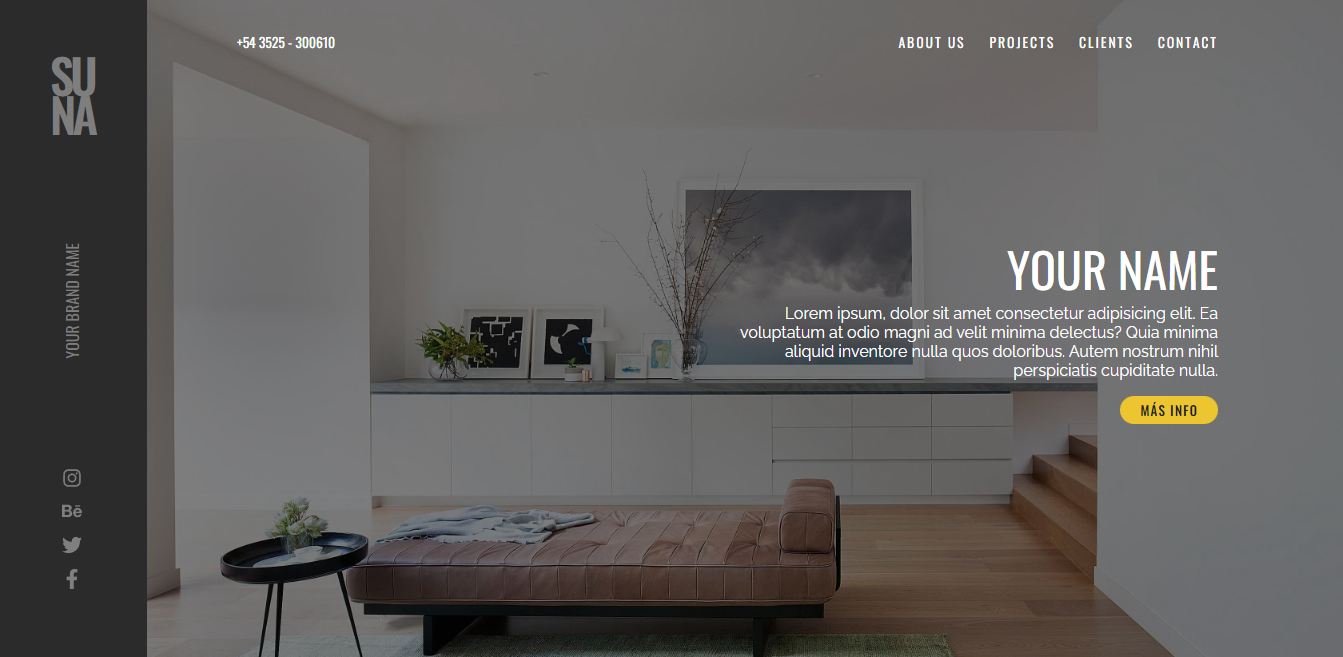 SU
NA
YOUR BRAND NAME
+54 3525 - 300610
ABOUT US PROJECTS CLIENTS CONTACT
YOUR NAME
Lorem ipsum, dolor sit amet consectetur adipisicing elit. Ea
voluptatum at odio magni ad velit minima delectus? Quia minima
aliquid inventore nulla quos doloribus. Autem nostrum nihil
perspiciatis cupiditate nulla.
MÁS INFO
Bē